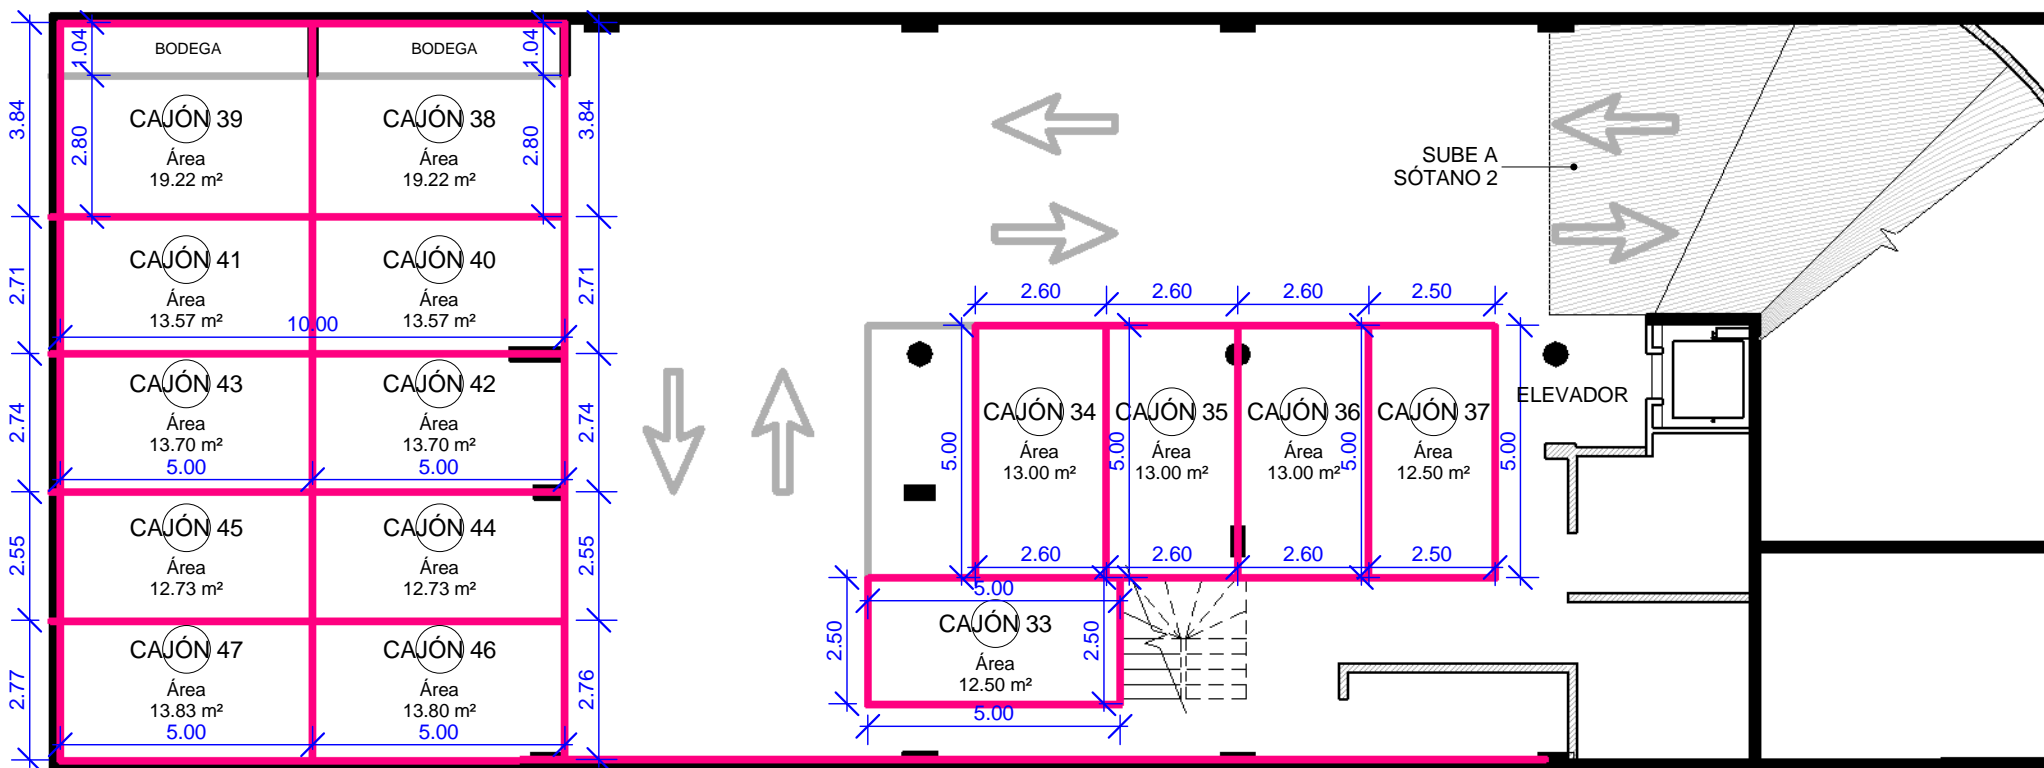 1.04
BODEGA
BODEGA
1.04
3.84
CAJÓN 39
Área
19.22 m²
2.80
CAJÓN 38
Área
19.22 m²
2.80
3.84
2.71
CAJÓN 41
Área
13.57 m²
CAJÓN 40
Área
13.57 m²
2.71
10.00
2.74
CAJÓN 43
Área
13.70 m²
CAJÓN 42
Área
13.70 m²
2.74
5.00
5.00
2.55
CAJÓN 45
Área
12.73 m²
CAJÓN 44
Área
12.73 m²
2.55
2.77
CAJÓN 47
Área
13.83 m²
CAJÓN 46
Área
13.80 m²
2.76
5.00
5.00
SUBE A
SÓTANO 2
2.60
2.60
2.60
2.50
5.00
CAJÓN 34
Área
13.00 m²
5.00
CAJÓN 35
Área
13.00 m²
CAJÓN 36
Área
13.00 m²
5.00
CAJÓN 37
Área
12.50 m²
5.00
ELEVADOR
2.60
2.60
2.60
2.50
5.00
2.50
CAJÓN 33
Área
12.50 m²
2.50
5.00